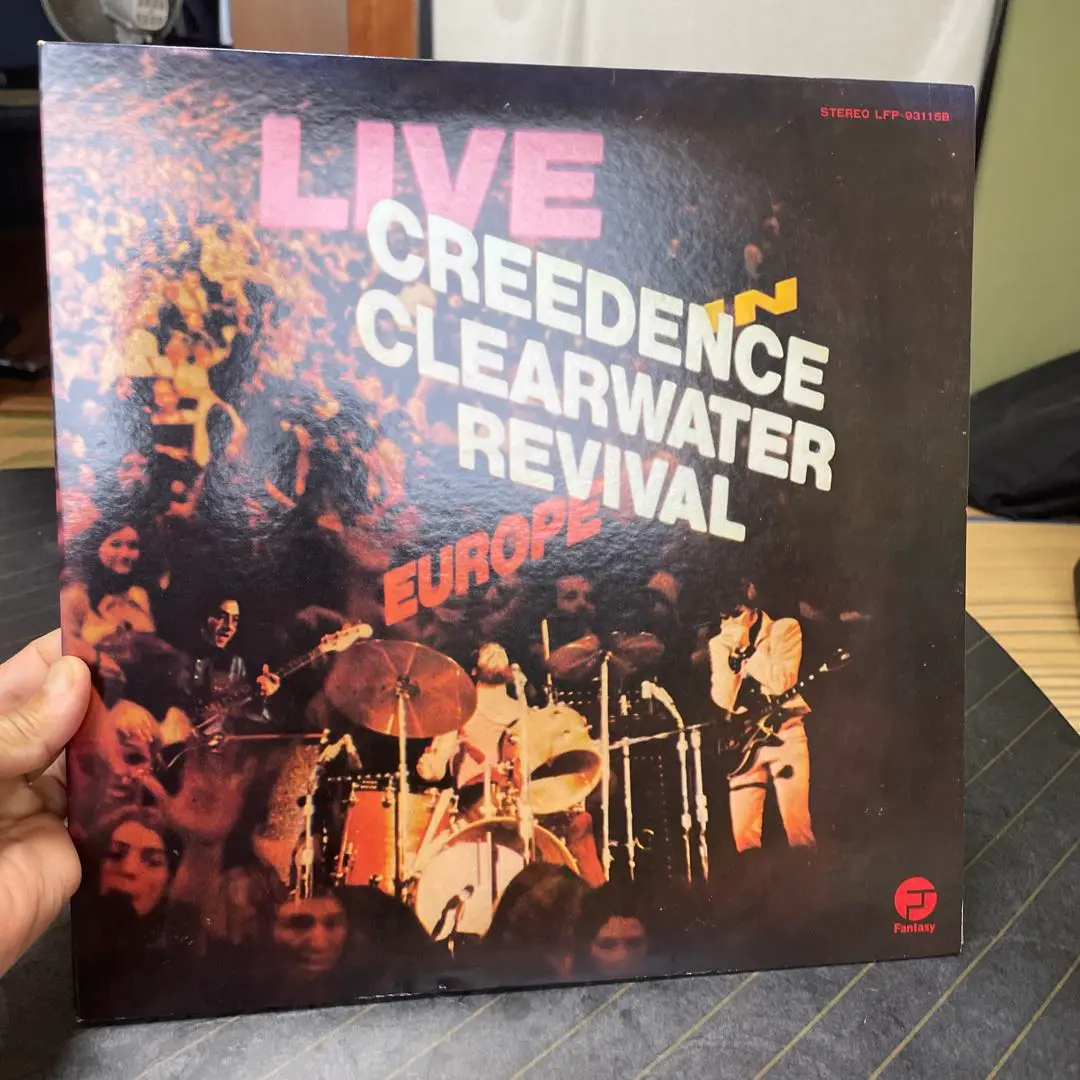 STEREO LFP-93115B
LIVE
IN
CREEDENCE
CLEARWATER
REVIVAL
EUROPE
Fantasy